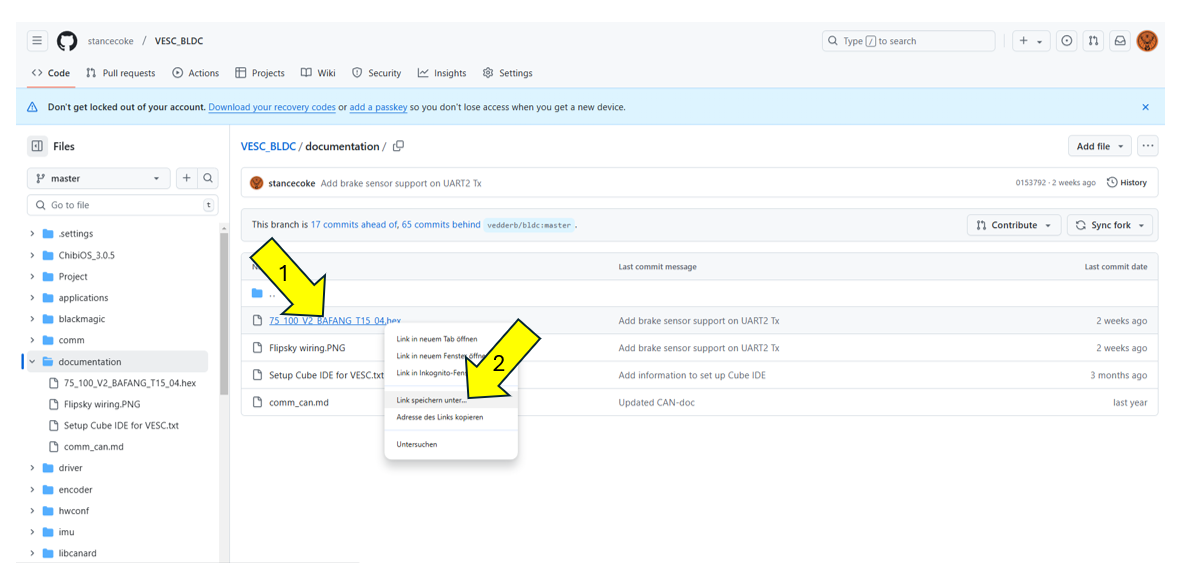 stancecoke / VESC_BLDC
Type / to search
Code Pull requests Actions Projects Wiki Security Insights Settings
Don't get locked out of your account. Download your recovery codes or add a passkey so you don't lose access when you get a new device.
Files
master
Go to file t
.settings
ChibiOS_3.0.5
Project
applications
blackmagic
comm
documentation
75_100_V2_BAFANG_T15_04.hex
Flipsky wiring.PNG
Setup Cube IDE for VESC.txt
comm_can.md
driver
encoder
hwconf
imu
libcanard
VESC_BLDC / documentation /
Add file
stancecoke Add brake sensor support on UART2 Tx
0153792 · 2 weeks ago History
This branch is 17 commits ahead of, 65 commits behind vedderb/bldc:master .
Contribute Sync fork
Last commit message Last commit date
..
75_100_V2_BAFANG_T15_04.hex Add brake sensor support on UART2 Tx 2 weeks ago
Flipsky wiring.PNG Add brake sensor support on UART2 Tx 2 weeks ago
Setup Cube IDE for VESC.txt Add information to set up Cube IDE 3 months ago
comm_can.md Updated CAN-doc last year
1
Link in neuem Tab öffnen
Link in neuem Fenster
Link in
Link speichern unter...
Adresse des Links kopieren
Untersuchen
2